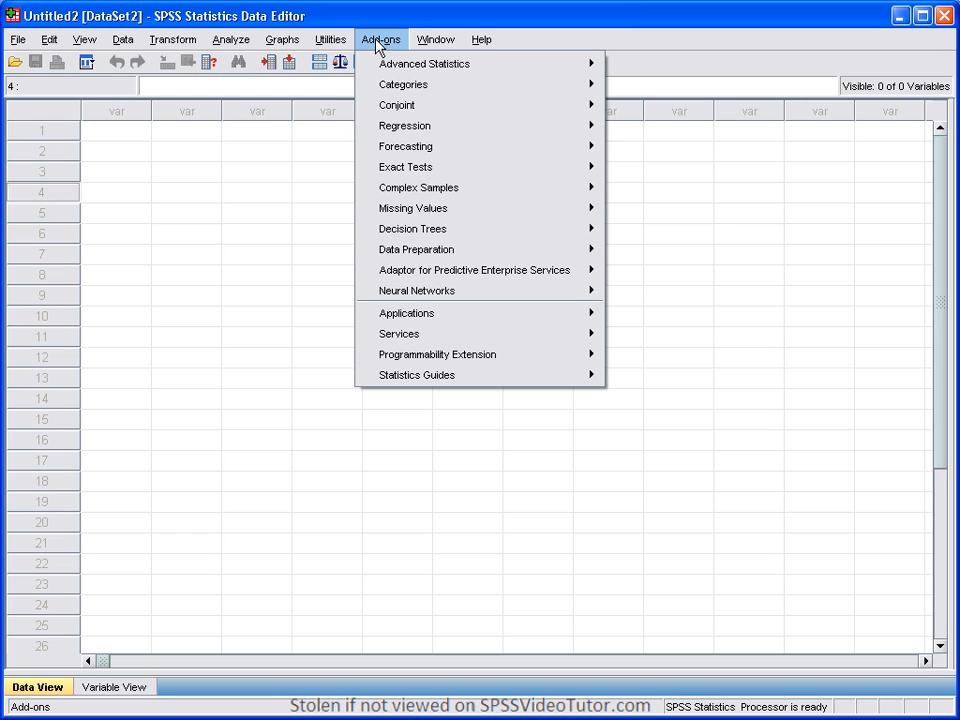 Untitled2 [DataSet2] - SPSS Statistics Data Editor
File Edit View Data Transform Analyze Graphs Utilities Add-ons Window Help
4 :
Visible: 0 of 0 Variables
var var var var var var var var
1
2
3
4
5
6
7
8
9
10
11
12
13
14
15
16
17
18
19
20
21
22
23
24
25
26
Advanced Statistics
Categories
Conjoint
Regression
Forecasting
Exact Tests
Complex Samples
Missing Values
Decision Trees
Data Preparation
Adaptor for Predictive Enterprise Services
Neural Networks
Applications
Services
Programmability Extension
Statistics Guides
Data View Variable View
Add-ons
Stolen if not viewed on SPSSVideoTutor.com
SPSS Statistics Processor is ready